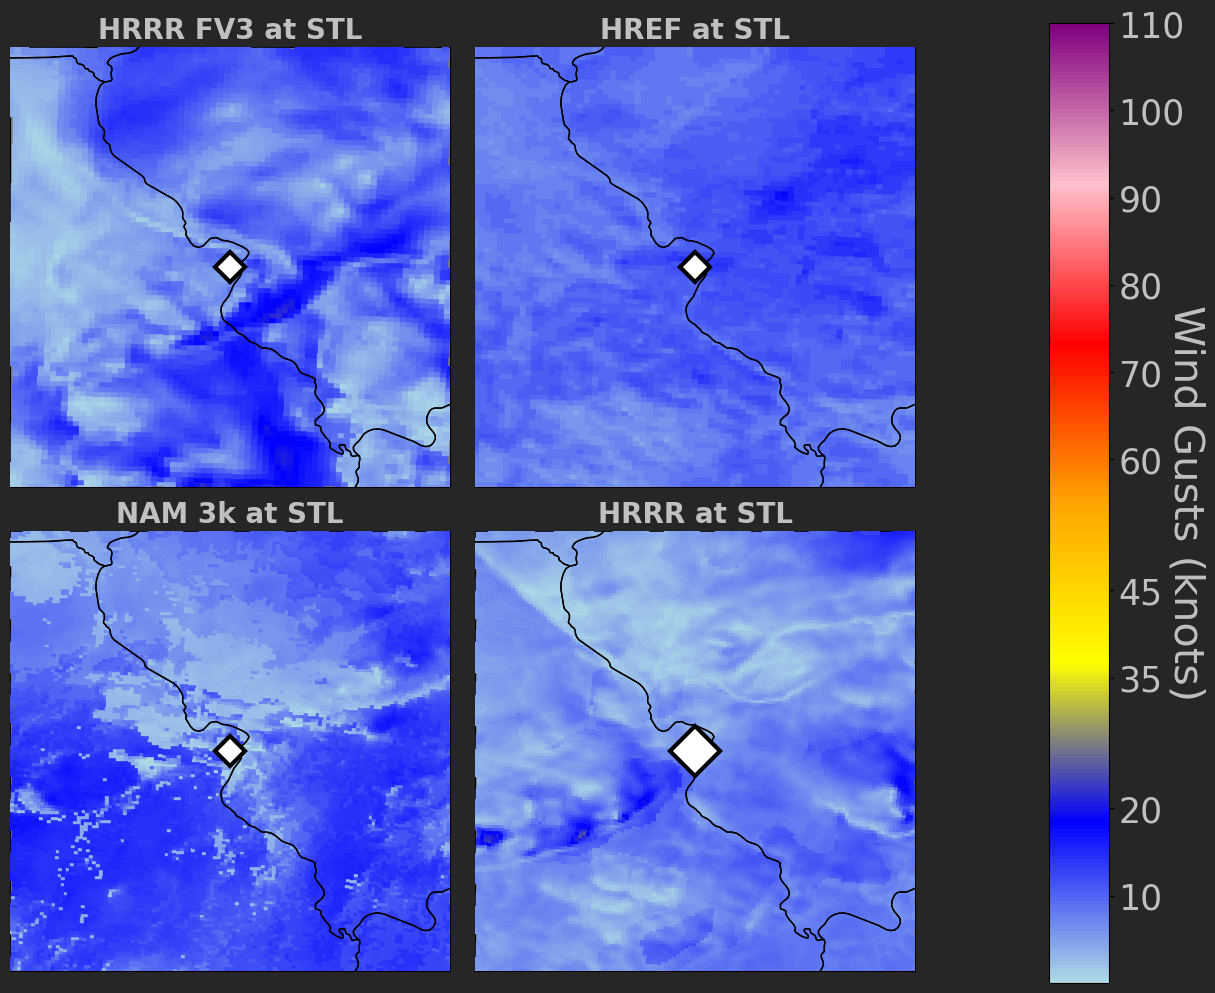 HRRR FV3 at STL
HREF at STL
NAM 3k at STL
HRRR at STL
110
100
90
80
70
60
45
35
20
10
Wind Gusts (knots)